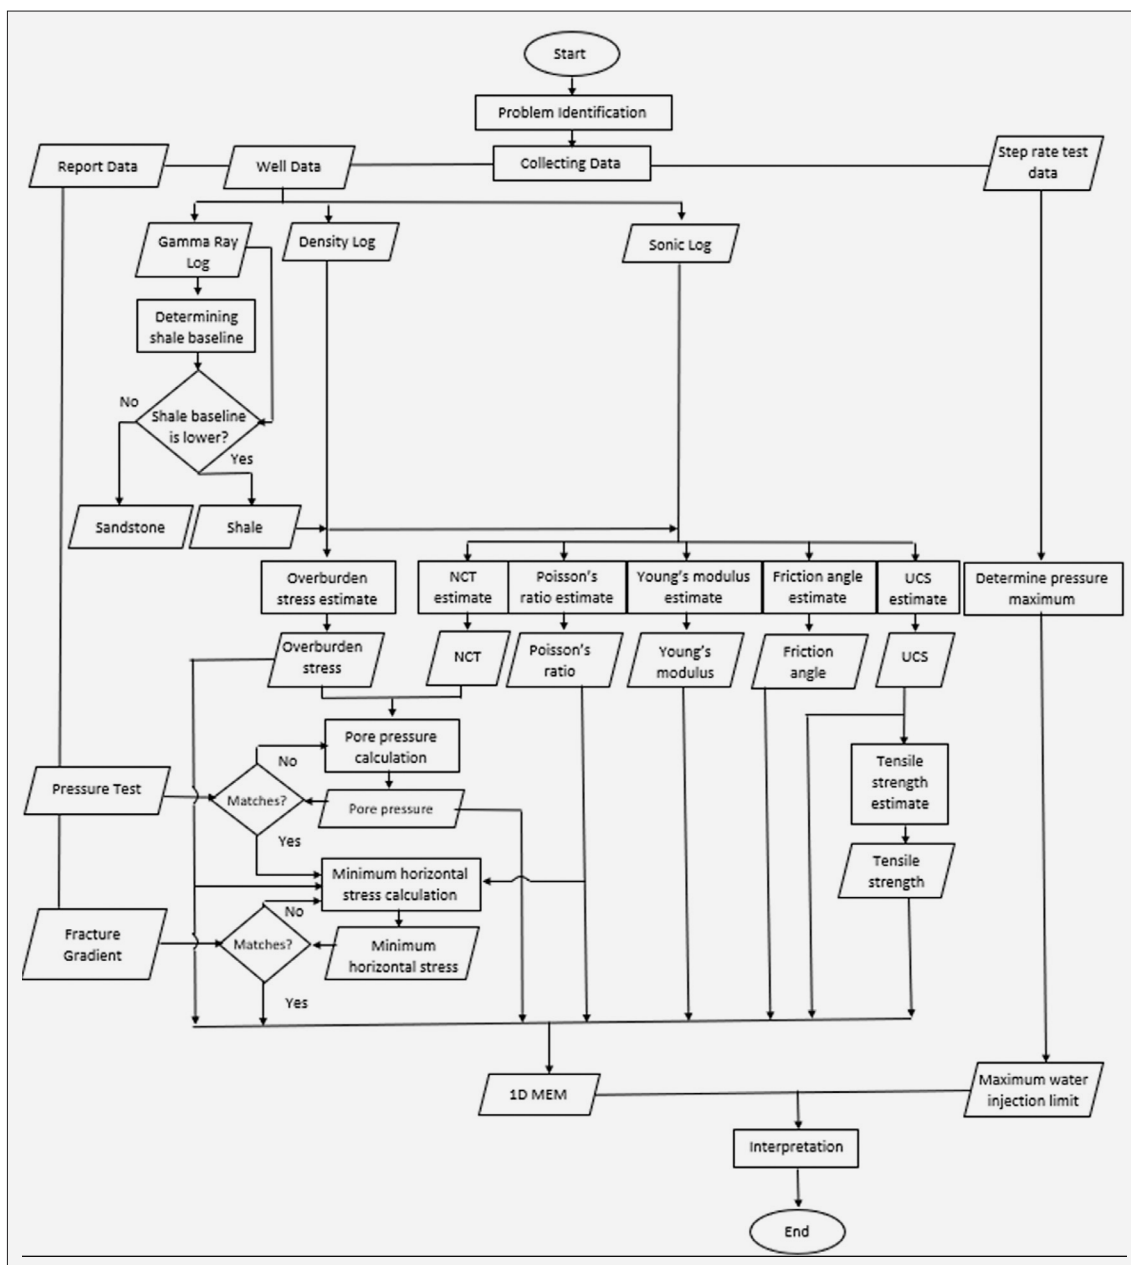 Start
Problem Identification
Report Data
Well Data
Collecting Data
Step rate test
data
Gamma Ray
Log
Density Log
Sonic Log
Determining
shale baseline
No
Shale baseline
is lower?
Yes
Sandstone
Shale
Overburden
stress estimate
NCT
estimate
Poisson's
ratio estimate
Young's modulus
estimate
Friction angle
estimate
UCS
estimate
Determine pressure
maximum
Overburden
stress
NCT
Poisson's
ratio
Young's
modulus
Friction
angle
UCS
Pore pressure
calculation
No
Tensile
strength
estimate
Pressure Test
Matches?
Pore pressure
Yes
Minimum horizontal
stress calculation
Tensile
strength
No
Fracture
Gradient
Matches?
Minimum
horizontal stress
Yes
1D MEM
Maximum water
injection limit
Interpretation
End